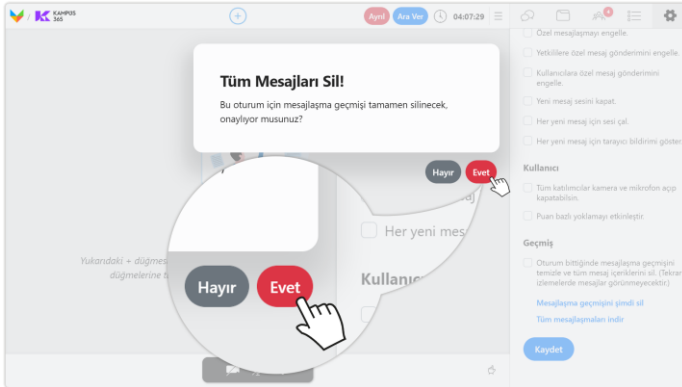 KAMPOS
365
Ayrıl
Ara Ver
04:07:29
Özel mesajlaşmayı engelle.
Yetkililere özel mesaj gönderimini engelle.
Kullanıcılara özel mesaj gönderimini
engelle.
Yeni mesaj sesini kapat.
Her yeni mesaj için sesi çal.
Her yeni mesaj için tarayıcı bildirimi göster
Kullanıcı
Tüm katılımcılar kamera ve mikrofon açıp
kapatabilsin.
Puan bazlı yoklamayı etkinleştir.
Geçmiş
Oturum bittiğinde mesajlaşma geçmişini
temizle ve tüm mesaj içeriklerini sil. (Tekrar
izlemelerde mesajlar görünmeyecektir.)
Mesajlaşma geçmişini şimdi sil
Tüm mesajlaşmaları indir
Kaydet
Tüm Mesajları Sil!
Bu oturum için mesajlaşma geçmişi tamamen silinecek,
onaylıyor musunuz?
Hayır
Evet
Her yeni mes
Kullanıc
Hayır
Evet
Yukarıdaki + düğmes
düğmelerine t